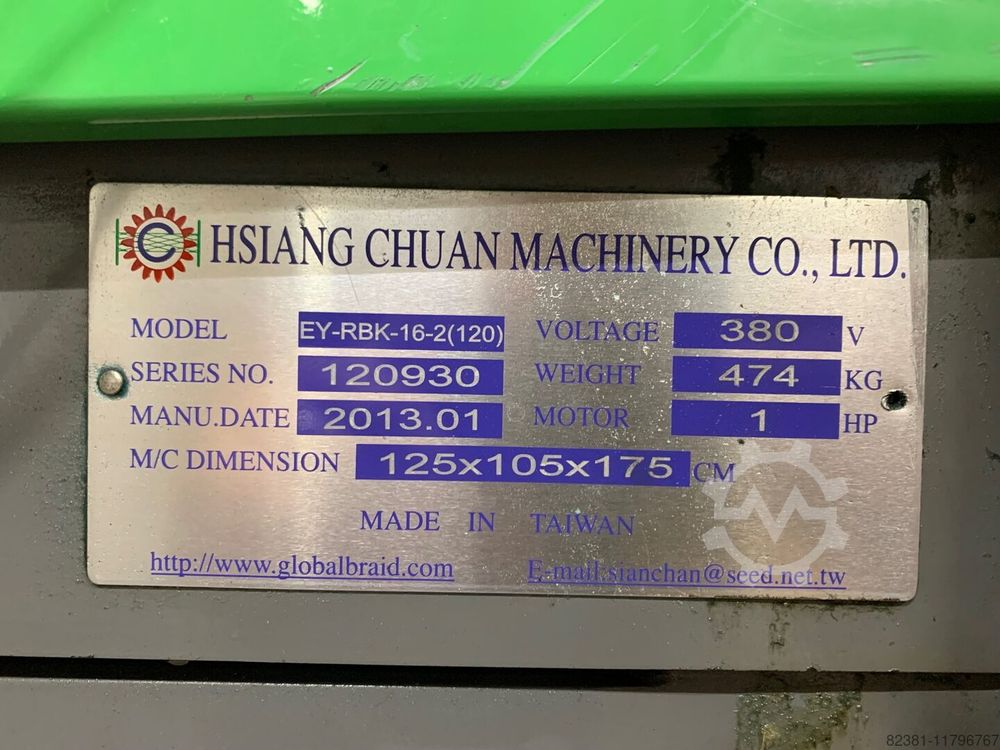 C HSIANG CHUAN MACHINERY CO., LTD.
MODEL EY-RBK-16-2(120) VOLTAGE 380 V
SERIES NO. 120930 WEIGHT 474 KG
MANU.DATE 2013.01 MOTOR 1 HP
M/C DIMENSION 125x105x175 CM
MADE IN TAIWAN
http://www.globalbraid.com E-mail:sianchan@seed.net.tw
82381-11796767